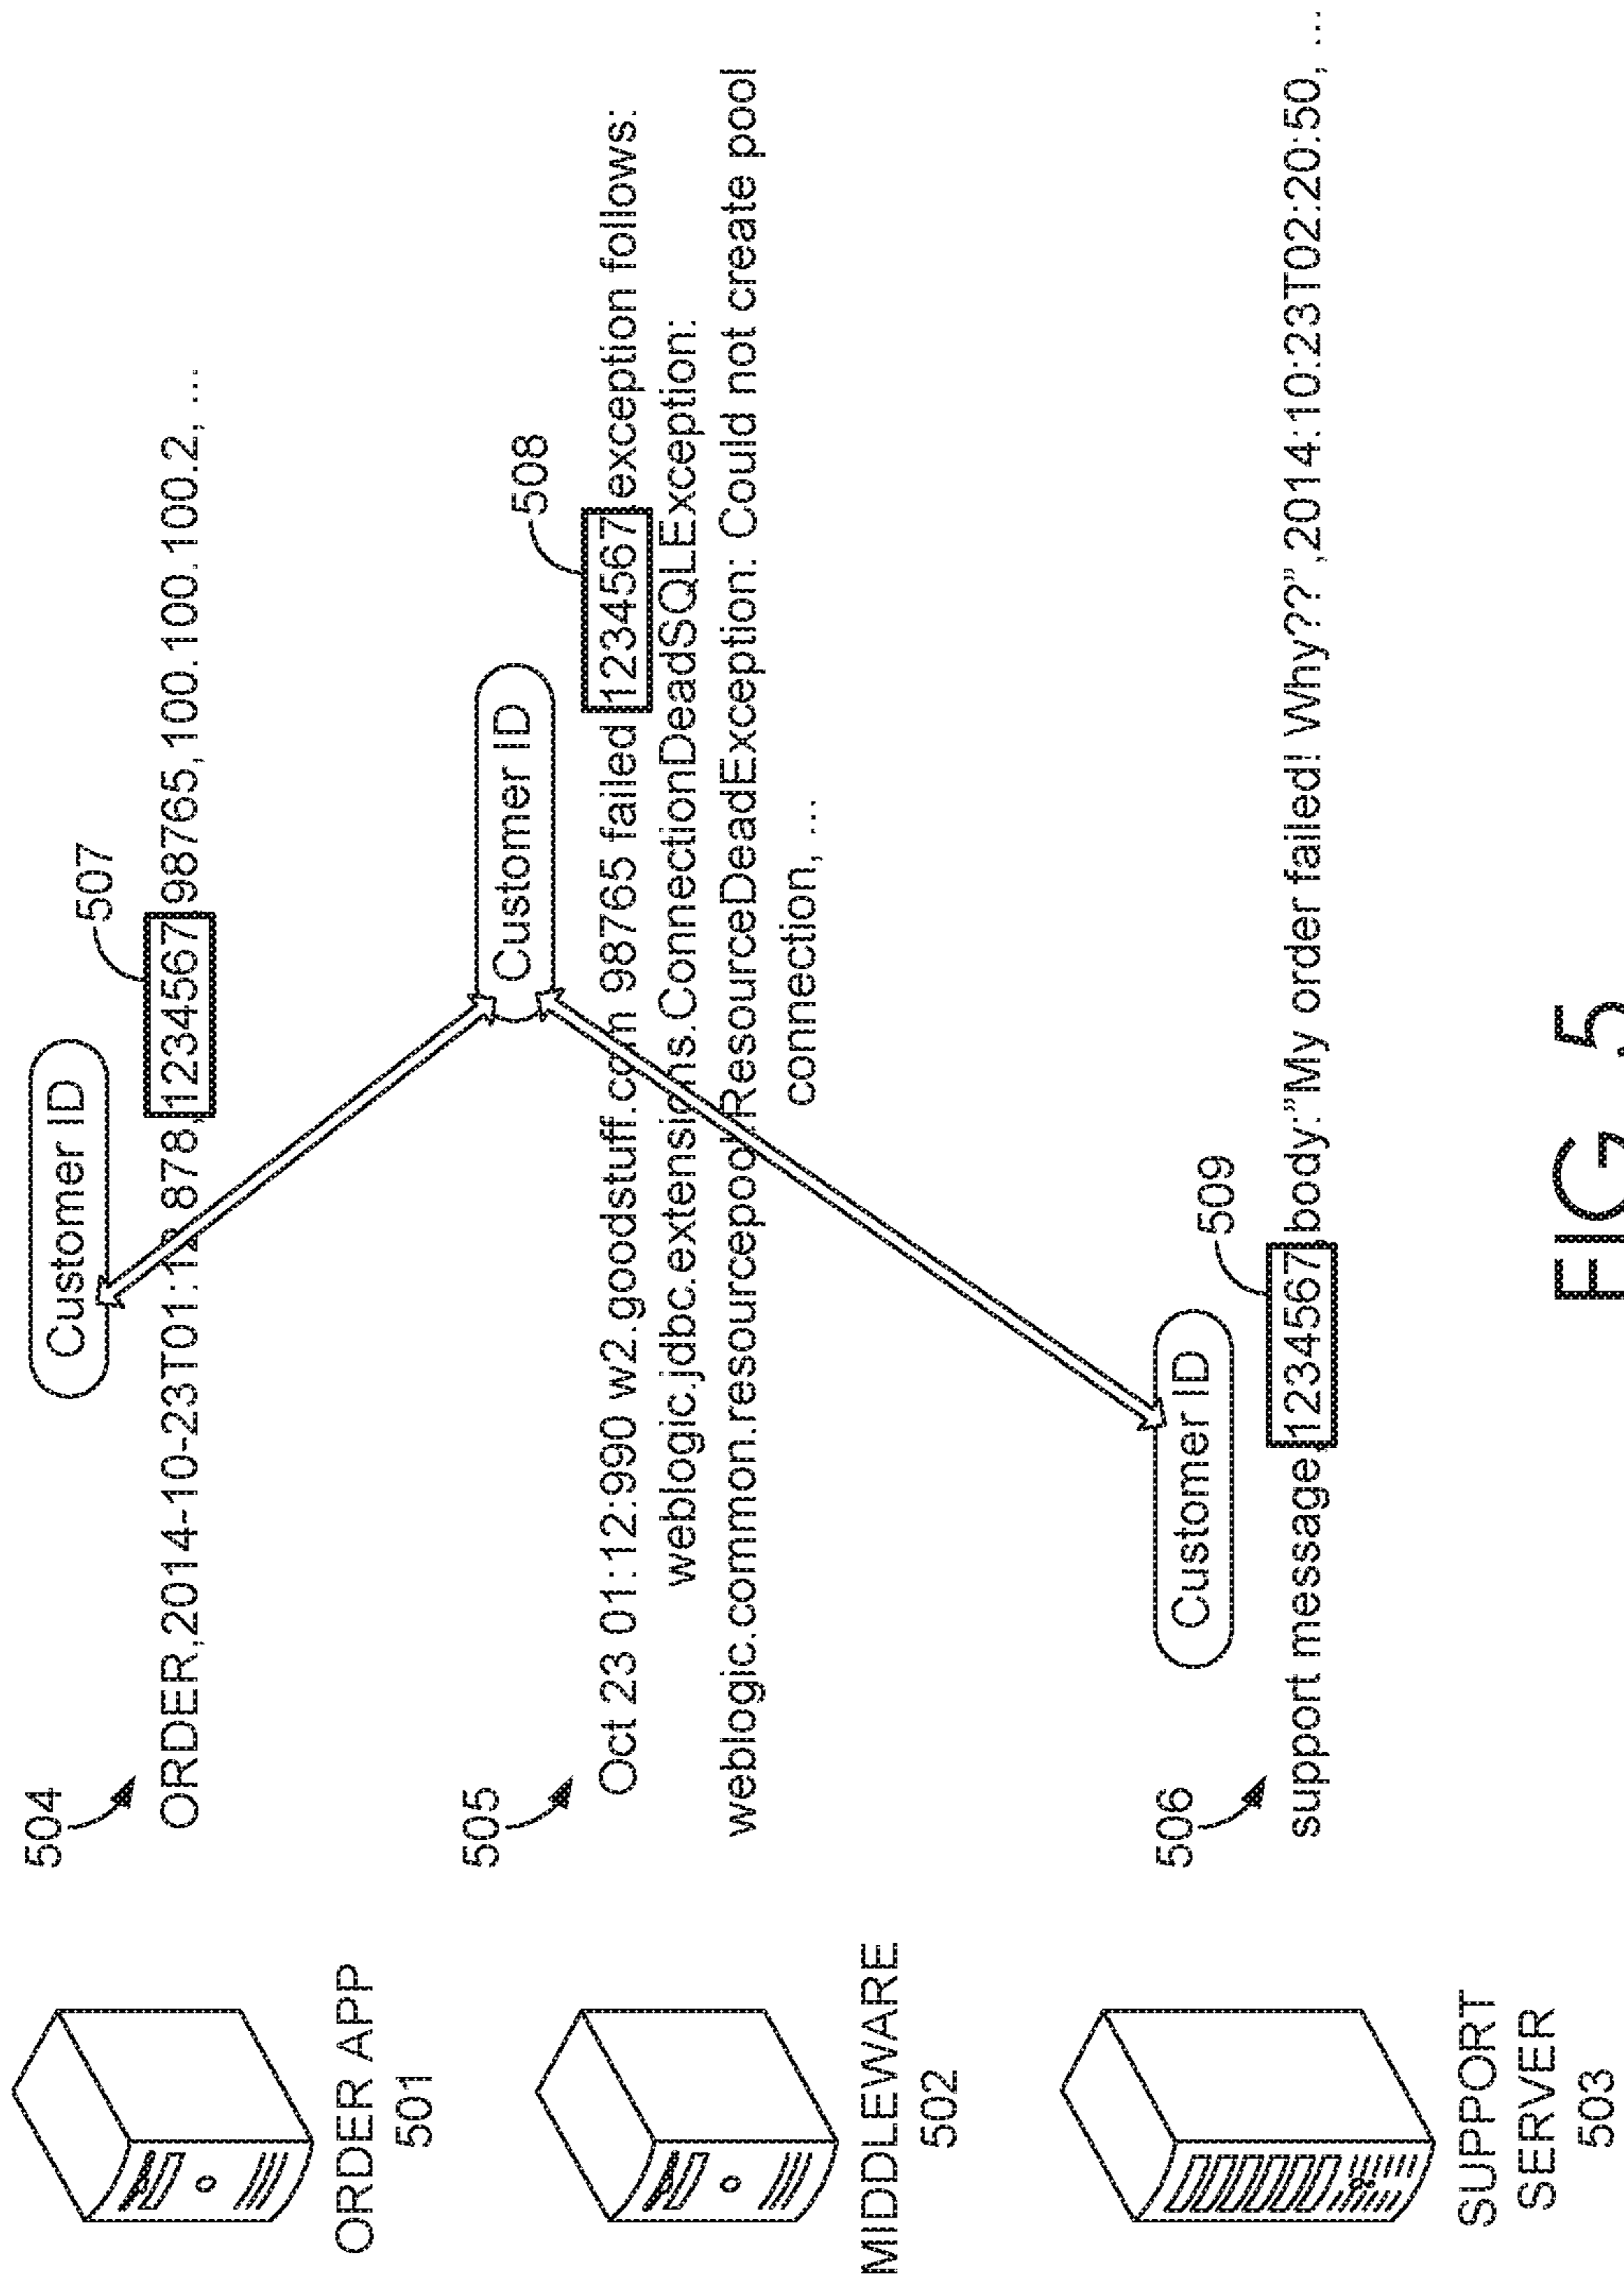 ORDER APP
501
504
Customer ID
507
ORDER,2014-10-23T01:12:878,1234567,98765,100.100.100.2, ...
MIDDLEWARE
502
505
Customer ID
508
Oct 23 01:12:990 w2.goodstuff.com 98765 failed 1234567 exception follows:
weblogic.jdbc.extensions.ConnectionDeadSQLException:
weblogic.common.resourcepool.ResourceDeadException: Could not create pool
connection, ...
SUPPORT
SERVER
503
506
Customer ID
509
support message,1234567,body:"My order failed! Why??",2014:10:23T02:20:50, ...
FIG. 5